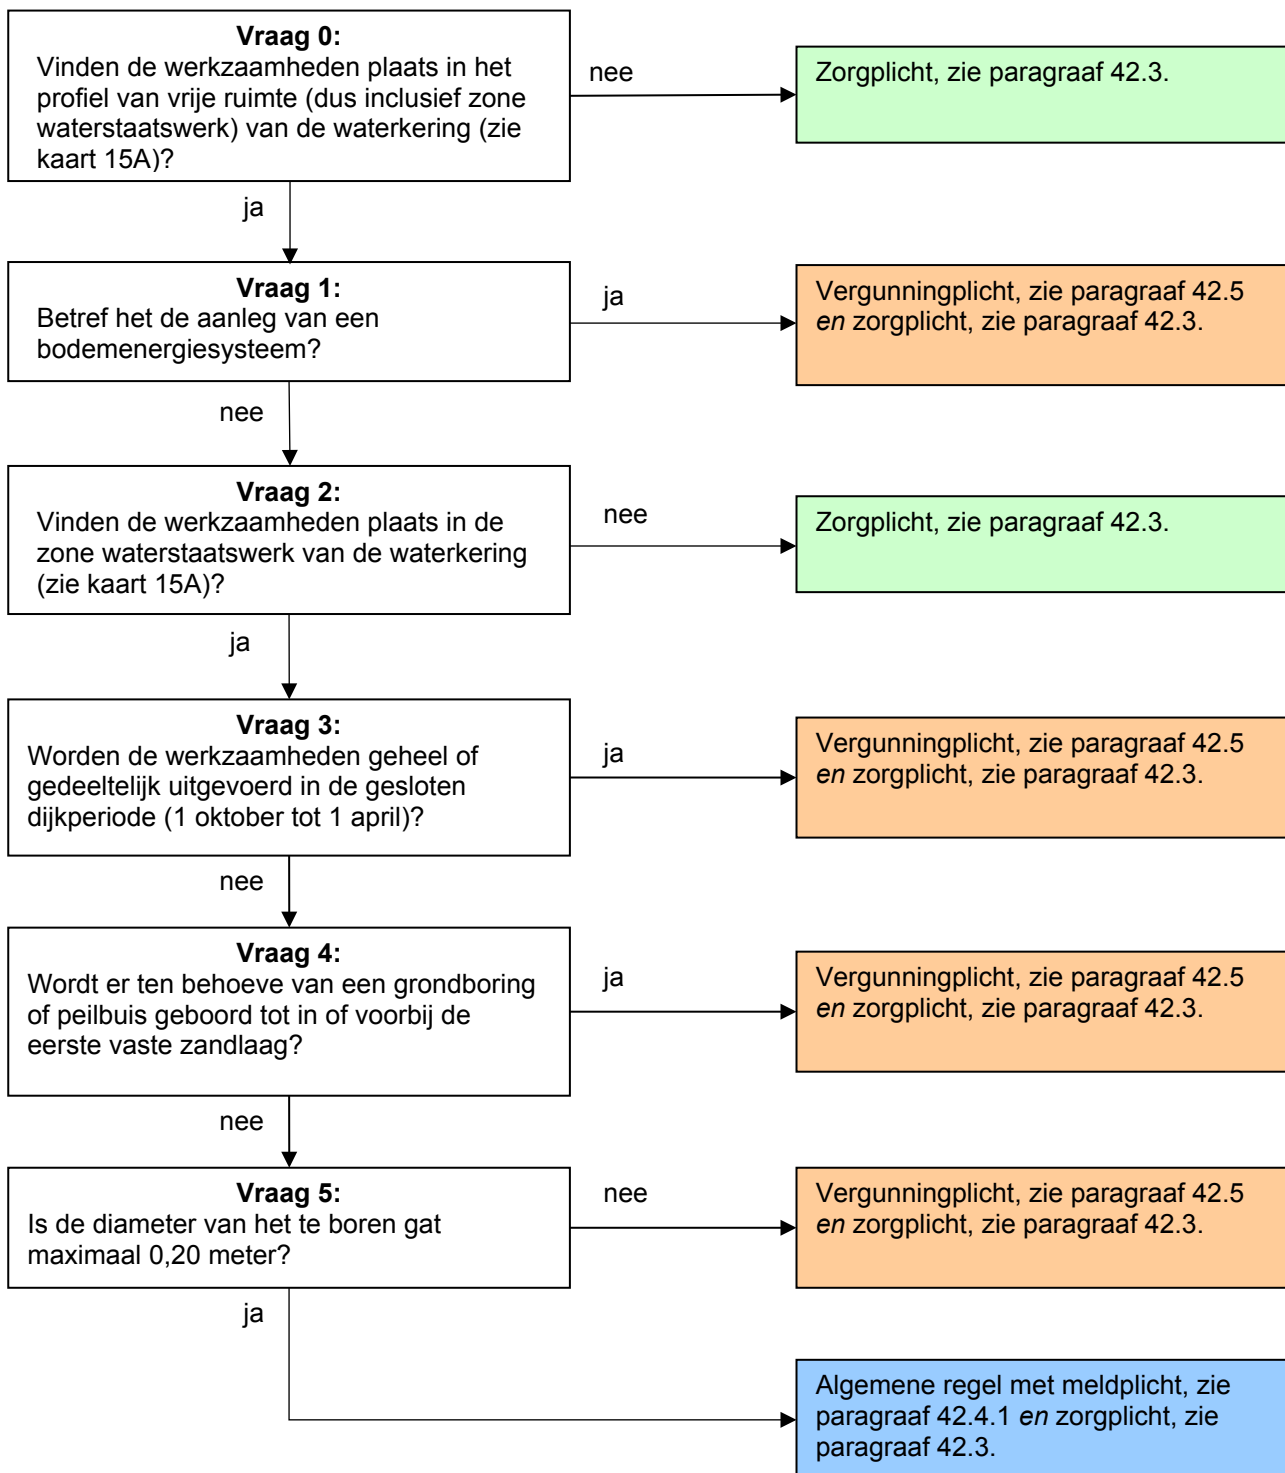 Vraag 0:
Vinden de werkzaamheden plaats in het
profiel van vrije ruimte (dus inclusief zone
waterstaatswerk) van de waterkering (zie
kaart 15A)?
nee
Zorgplicht, zie paragraaf 42.3.
ja
Vraag 1:
Betref het de aanleg van een
bodemenergiesysteem?
ja
Vergunningplicht, zie paragraaf 42.5
en zorgplicht, zie paragraaf 42.3.
nee
Vraag 2:
Vinden de werkzaamheden plaats in de
zone waterstaatswerk van de waterkering
(zie kaart 15A)?
nee
Zorgplicht, zie paragraaf 42.3.
ja
Vraag 3:
Worden de werkzaamheden geheel of
gedeeltelijk uitgevoerd in de gesloten
dijkperiode (1 oktober tot 1 april)?
ja
Vergunningplicht, zie paragraaf 42.5
en zorgplicht, zie paragraaf 42.3.
nee
Vraag 4:
Wordt er ten behoeve van een grondboring
of peilbuis geboord tot in of voorbij de
eerste vaste zandlaag?
ja
Vergunningplicht, zie paragraaf 42.5
en zorgplicht, zie paragraaf 42.3.
nee
Vraag 5:
Is de diameter van het te boren gat
maximaal 0,20 meter?
nee
Vergunningplicht, zie paragraaf 42.5
en zorgplicht, zie paragraaf 42.3.
ja
Algemene regel met meldplicht, zie
paragraaf 42.4.1 en zorgplicht, zie
paragraaf 42.3.